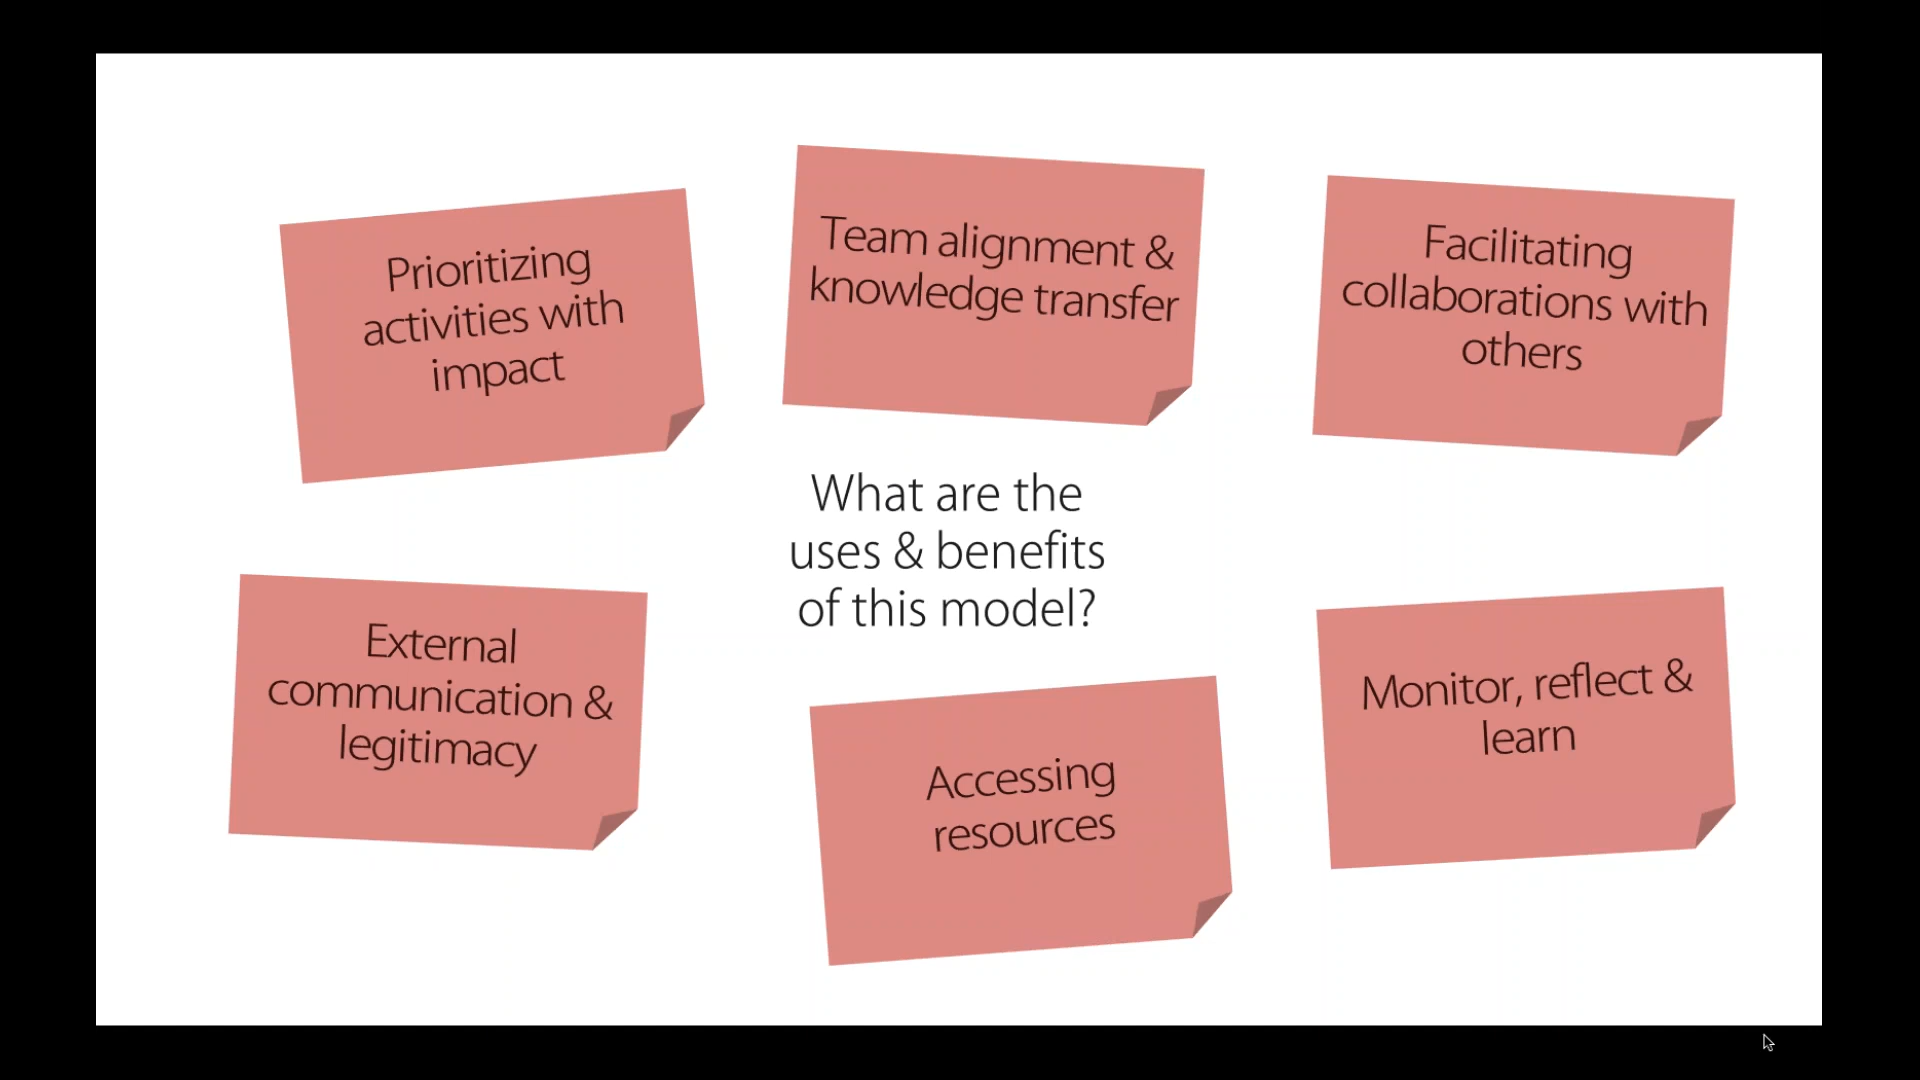 Prioritizing
activities with
impact
Team alignment &
knowledge transfer
Facilitating
collaborations with
others
What are the
uses & benefits
of this model?
External
communication &
legitimacy
Accessing
resources
Monitor, reflect &
learn